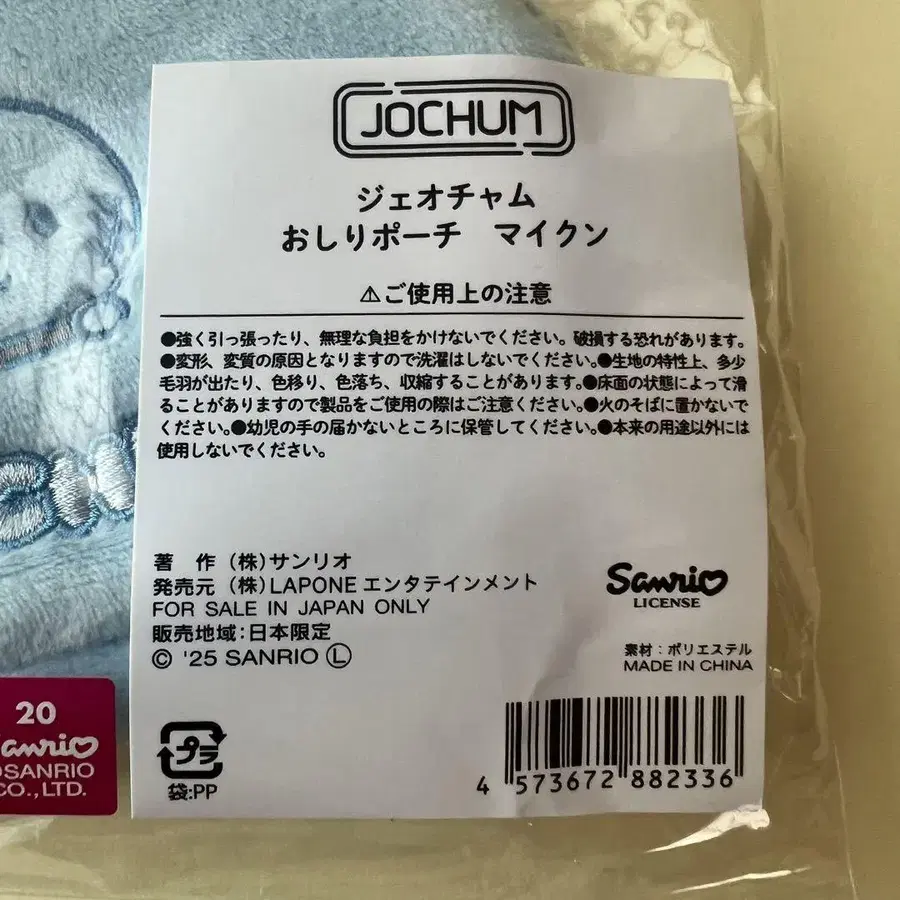 JOCHUM
ジェオチャム
おしりポーチ マイクン
⚠ご使用上の注意
●強く引っ張ったり、無理な負担をかけないでください。破損する恐れがあります。
●変形、変質の原因となりますので洗濯はしないでください。●生地の特性上、多少
毛羽が出たり、色移り、色落ち、収縮することがあります。●床面の状態によって滑
ることがありますので製品をご使用の際はご注意ください。●火のそばに置かないで
ください。●幼児の手の届かないところに保管してください。●本来の用途以外には
使用しないでください。
著 作 (株)サンリオ
発売元 (株)LAPONEエンタテインメント
FOR SALE IN JAPAN ONLY
販売地域:日本限定
© '25 SANRIO Ⓛ
Sanrio
LICENSE
素材:ポリエステル
MADE IN CHINA
プラ
袋:PP
4 573672 882336
20
Sanrio
SANRIO
CO.,LTD.